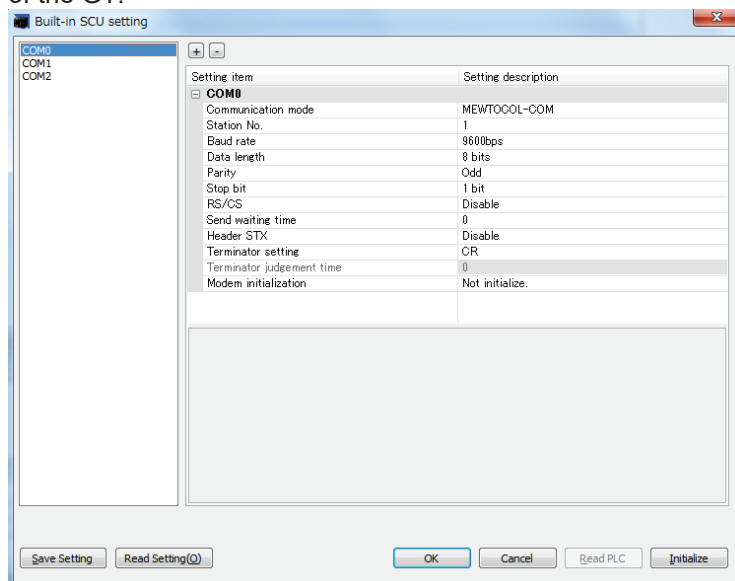 of the GT.
Built-in SCU setting
COM0
COM1
COM2
+ -
Setting item Setting description
COM0
Communication mode MEWTOCOL-COM
Station No. 1
Baud rate 9600bps
Data length 8 bits
Parity Odd
Stop bit 1 bit
RS/CS Disable
Send waiting time 0
Header STX Disable
Terminator setting CR
Terminator judgement time 0
Modem initialization Not initialize.
Save Setting Read Setting(O) OK Cancel Read PLC Initialize